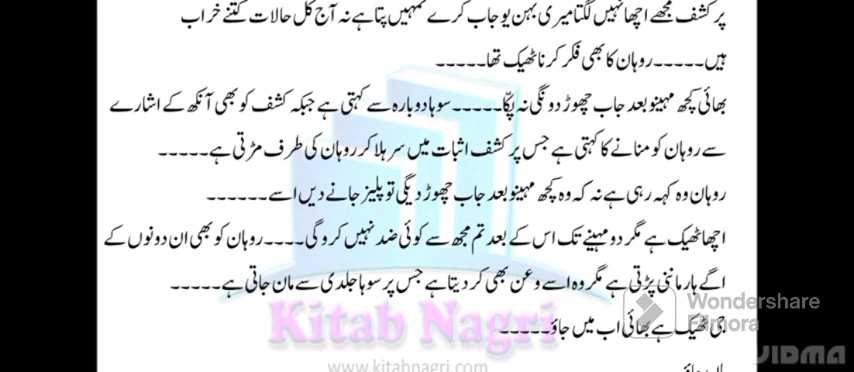 پر کشف مجھے اچھا نہیں لگتا میری بہن یو جاب کرے تمہیں پتا ہے نہ آج کل حالات کتنے خراب
ہیں۔۔۔۔۔روہان کا بھی فکر کرنا ٹھیک تھا۔۔۔۔۔
بھائی کچھ مہینو بعد جاب چھوڑ دونگی نہ پکّا۔۔۔۔۔سوہا دوبارہ سے کہتی ہے جبکہ کشف کو بھی آنکھ کے اشارے
سے روہان کو منانے کا کہتی ہے جس پر کشف اثبات میں سر ہلا کر روہان کی طرف مڑتی ہے۔۔۔۔۔
روہان وہ کہہ رہی ہے نہ کہ وہ کچھ مہینو بعد جاب چھوڑ دیگی تو پلیز جانے دیں اسے۔۔۔۔۔۔
اچھا ٹھیک ہے مگر دو مہینے تک اس کے بعد تم مجھ سے کوئی ضد نہیں کروگی۔۔۔۔روہان کو بھی ان دونوں کے
اگے ہار ماننی پڑتی ہے مگر وہ اسے وعن بھی کر دیتا ہے جس پر سوہا جلدی سے مان جاتی ہے۔۔۔۔۔
جی ٹھیک ہے بھائی اب میں جاؤ۔۔۔۔۔
Kitab Nagri
www.kitabnagri.com
Wondershare
Filmora
VIDMA